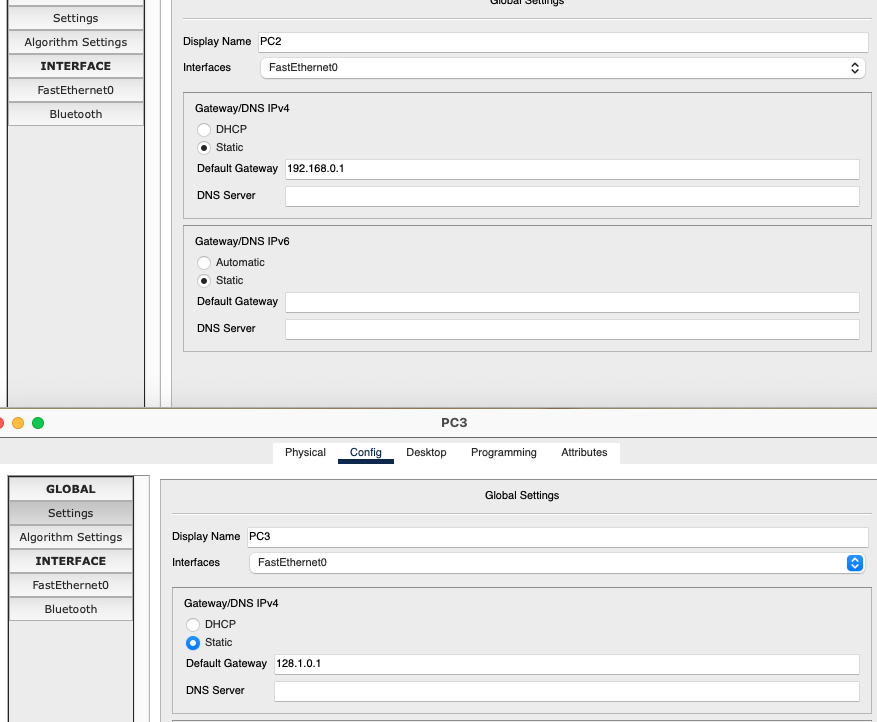 Global Settings
Settings
Algorithm Settings
INTERFACE
FastEthernet0
Bluetooth
Display Name PC2
Interfaces FastEthernet0
Gateway/DNS IPv4
DHCP
Static
Default Gateway 192.168.0.1
DNS Server
Gateway/DNS IPv6
Automatic
Static
Default Gateway
DNS Server
PC3
Physical Config Desktop Programming Attributes
GLOBAL
Settings
Algorithm Settings
INTERFACE
FastEthernet0
Bluetooth
Global Settings
Display Name PC3
Interfaces FastEthernet0
Gateway/DNS IPv4
DHCP
Static
Default Gateway 128.1.0.1
DNS Server